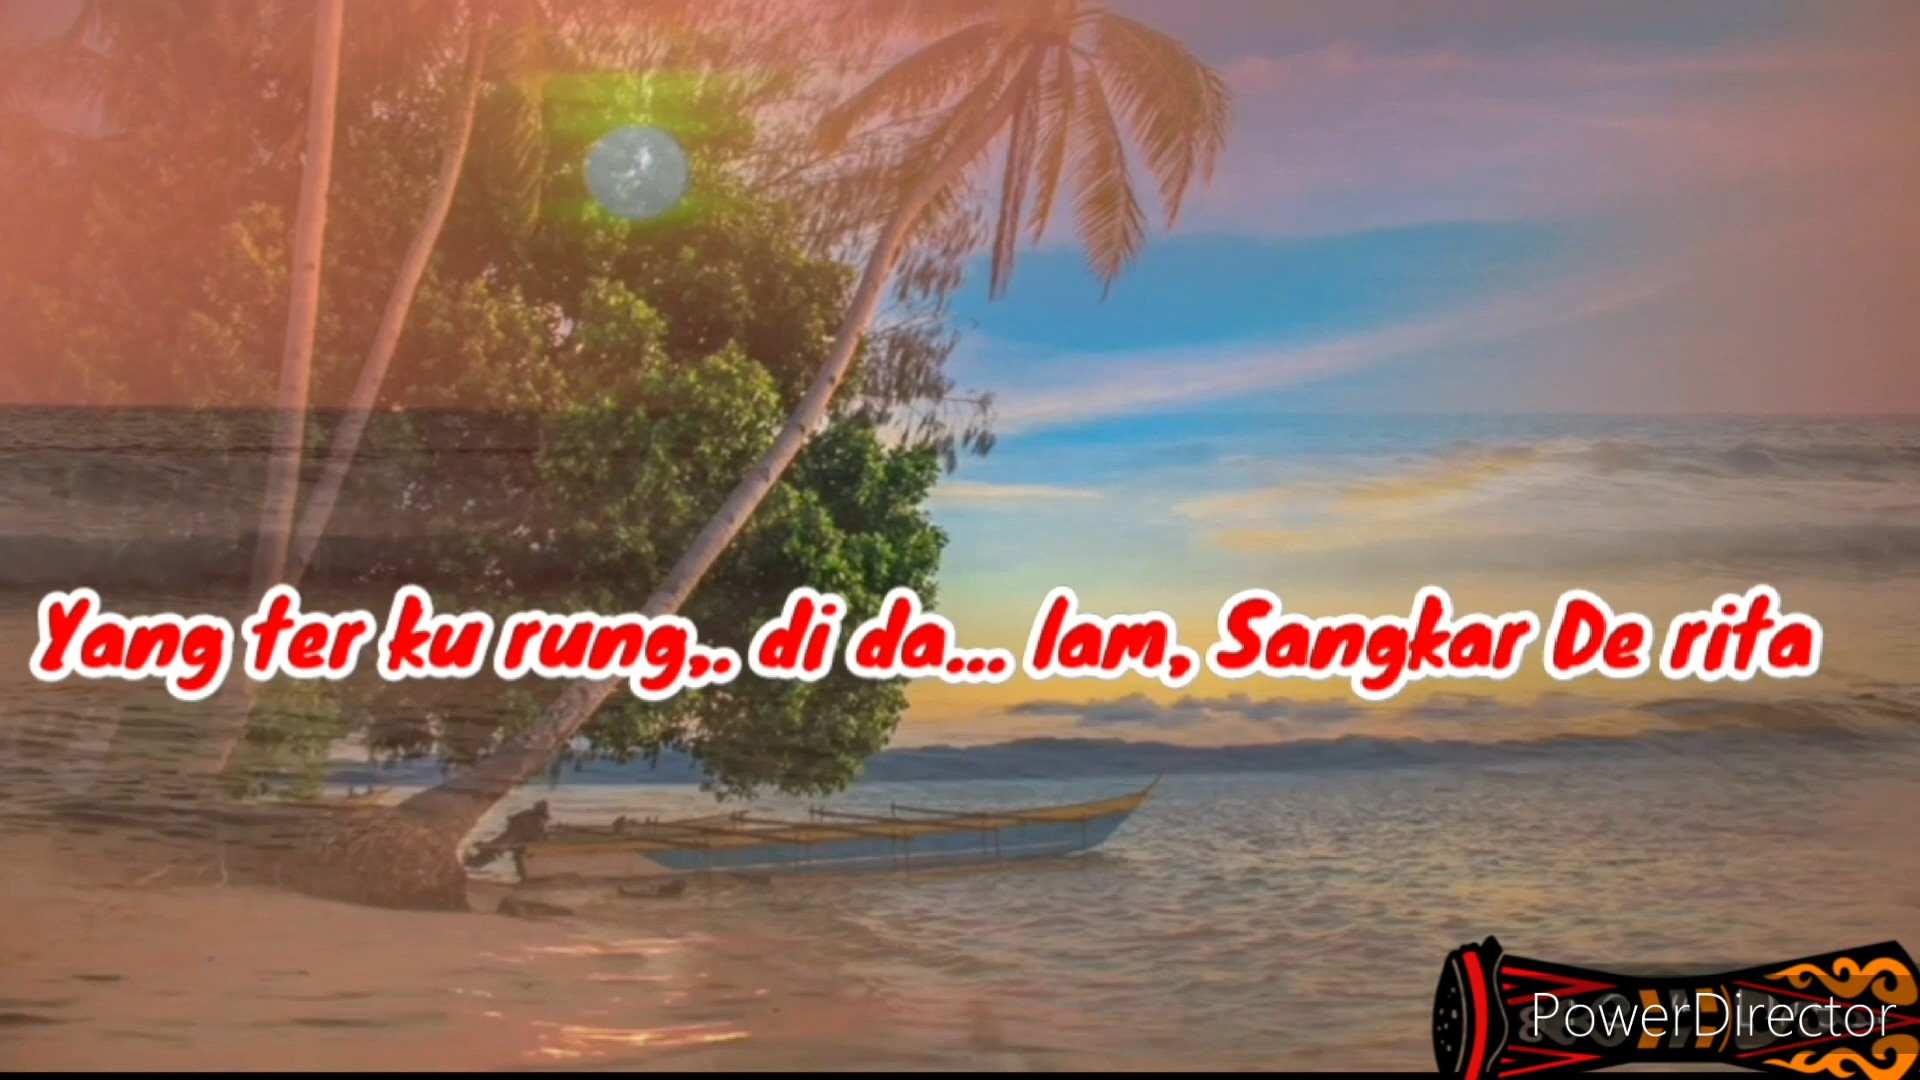 Yang ter ku rung,. di da... lam, Sangkar De rita
PowerDirector